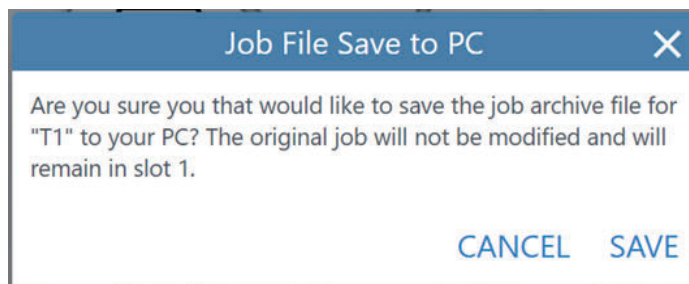 Job File Save to PC
Are you sure you that would like to save the job archive file for
"T1" to your PC? The original job will not be modified and will
remain in slot 1.
CANCEL SAVE